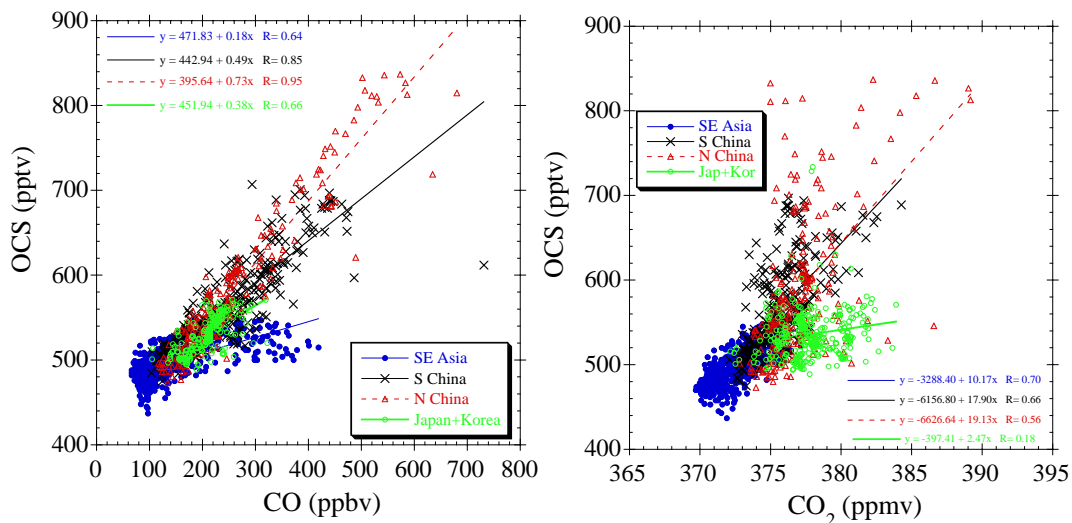 900
800
700
600
500
400
OCS (pptv)
y = 471.83 + 0.18x R= 0.64
y = 442.94 + 0.49x R= 0.85
y = 395.64 + 0.73x R= 0.95
y = 451.94 + 0.38x R= 0.66
SE Asia
S China
N China
Japan+Korea
0 100 200 300 400 500 600 700 800
CO (ppbv)
900
800
700
600
500
400
OCS (pptv)
SE Asia
S China
N China
Jap+Kor
y = -3288.40 + 10.17x R= 0.70
y = -6156.80 + 17.90x R= 0.66
y = -6626.64 + 19.13x R= 0.56
y = -397.41 + 2.47x R= 0.18
365 370 375 380 385 390 395
CO2 (ppmv)